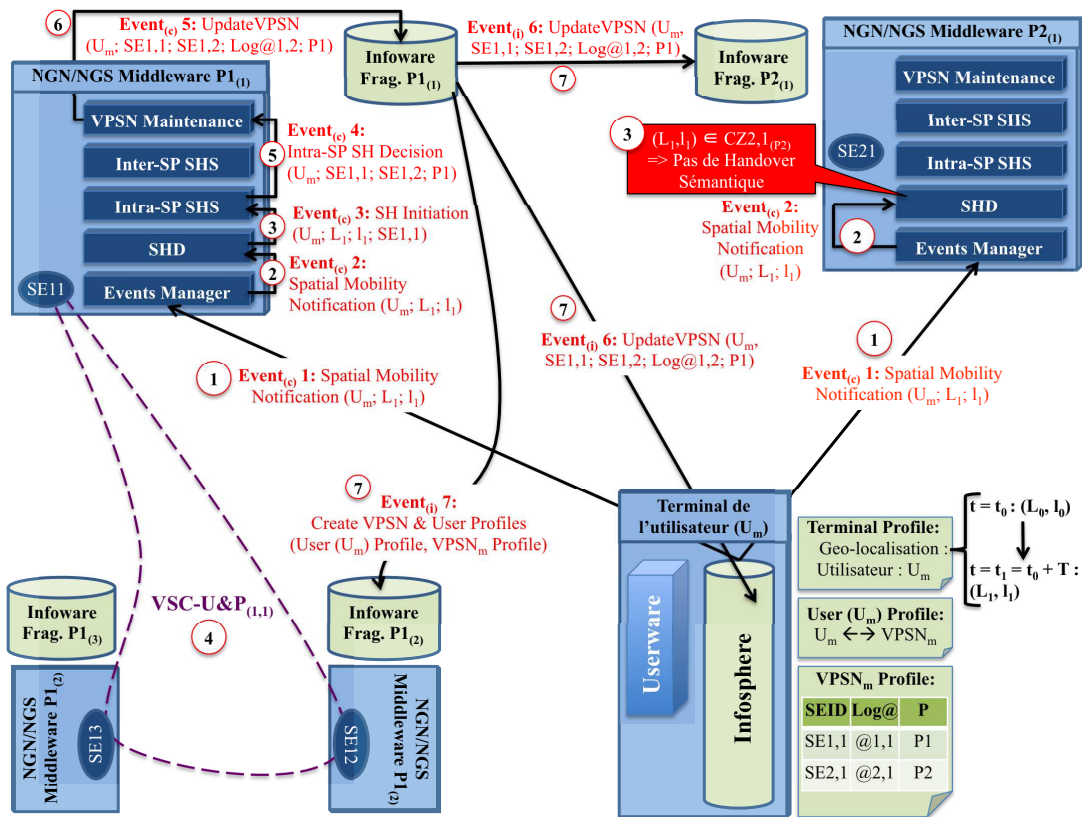 6
Event(c) 5: UpdateVPSN
(Um; SE1,1; SE1,2; Log@1,2; P1)
Infoware
Frag. P1(1)
Event(i) 6: UpdateVPSN (Um,
SE1,1; SE1,2; Log@1,2; P1)
7
Infoware
Frag. P2(1)
NGN/NGS Middleware P2(1)
VPSN Maintenance
Inter-SP SHS
SE21
Intra-SP SHS
SHD
Events Manager
NGN/NGS Middleware P1(1)
VPSN Maintenance
Inter-SP SHS
Intra-SP SHS
SHD
Events Manager
SE11
Event(c) 4:
Intra-SP SH Decision
(Um; SE1,1; SE1,2; P1)
5
3
Event(c) 3: SH Initiation
(Um; L1; l1; SE1,1)
2
Event(c) 2:
Spatial Mobility
Notification (Um; L1; l1)
3
(L1,l1) ∈ CZ2,1(P2)
=> Pas de Handover
Sémantique
Event(c) 2:
Spatial Mobility
Notification
(Um; L1; l1)
2
7
Event(i) 6: UpdateVPSN (Um,
SE1,1; SE1,2; Log@1,2; P1)
1
Event(c) 1: Spatial Mobility
Notification (Um; L1; l1)
1
Event(c) 1: Spatial Mobility
Notification (Um; L1; l1)
7
Event(i) 7:
Create VPSN & User Profiles
(User (Um) Profile, VPSNm Profile)
VSC-U&P(1,1)
4
Infoware
Frag. P1(3)
NGN/NGS
Middleware P1(2)
SE13
Infoware
Frag. P1(2)
SE12
NGN/NGS
Middleware P1(2)
Terminal de
l'utilisateur (Um)
Userware
Infosphere
Terminal Profile:
Geo-localisation :
Utilisateur : Um
t = t0 : (L0, l0)
t = t1 = t0 + T :
(L1, l1)
User (Um) Profile:
Um ←→ VPSNm
VPSNm Profile:
SEID Log@ P
SE1,1 @1,1 P1
SE2,1 @2,1 P2